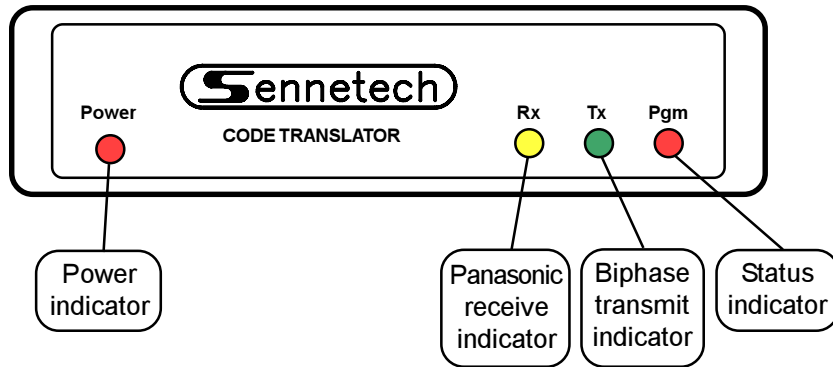 Sennetech
Power
Rx Tx Pgm
CODE TRANSLATOR
Power
indicator
Panasonic
receive
indicator
Biphase
transmit
indicator
Status
indicator